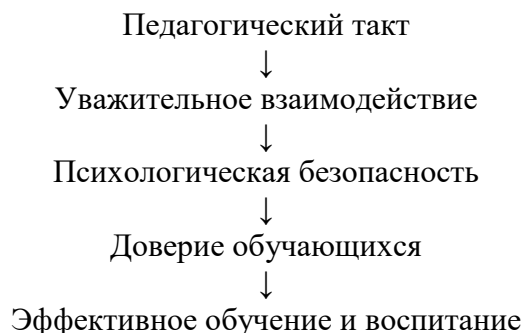 Педагогический такт
↓
Уважительное взаимодействие
↓
Психологическая безопасность
↓
Доверие обучающихся
↓
Эффективное обучение и воспитание